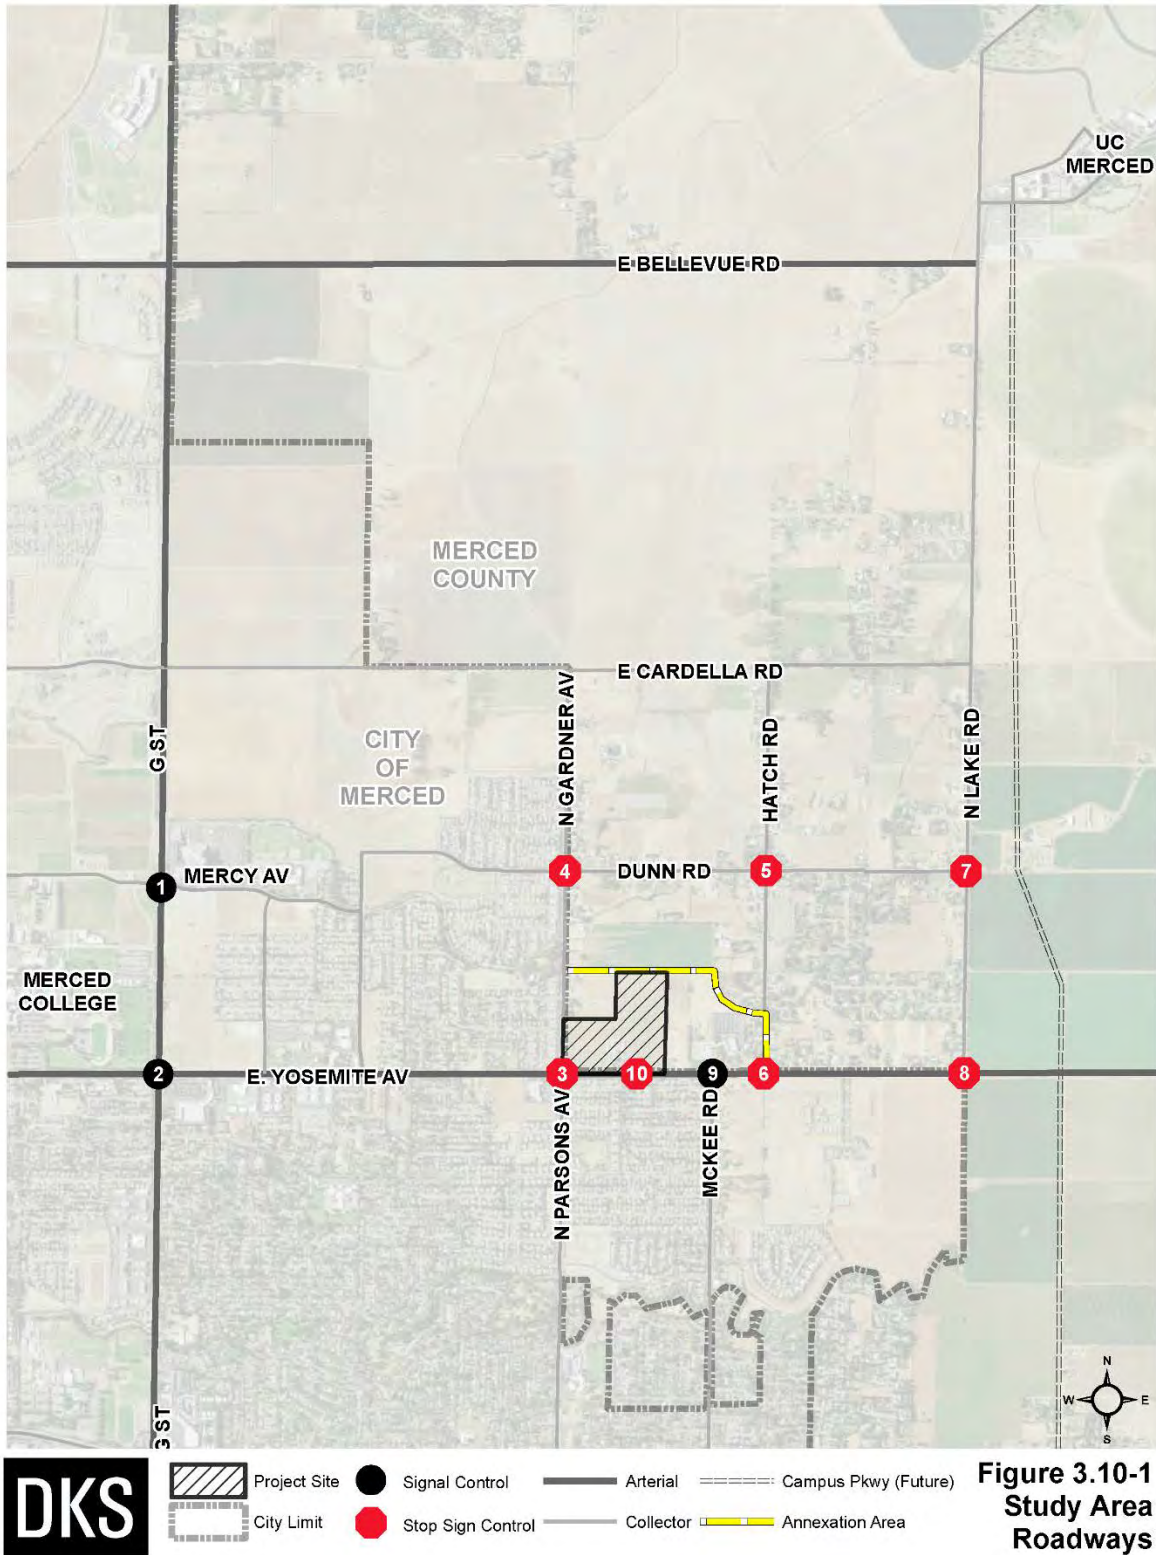 UC
MERCED
E BELLEVUE RD
MERCED
COUNTY
E CARDELLA RD
N GARDNER AV
G ST
CITY
OF
MERCED
HATCH RD
N LAKE RD
1
MERCY AV
4
DUNN RD
5
7
MERCED
COLLEGE
2
E. YOSEMITE AV
3
10
9
6
8
N PARSONS AV
MCKEE RD
G ST
N
W
E
S
DKS
Project Site
Signal Control
Arterial
Campus Pkwy (Future)
City Limit
Stop Sign Control
Collector
Annexation Area
Figure 3.10-1
Study Area
Roadways